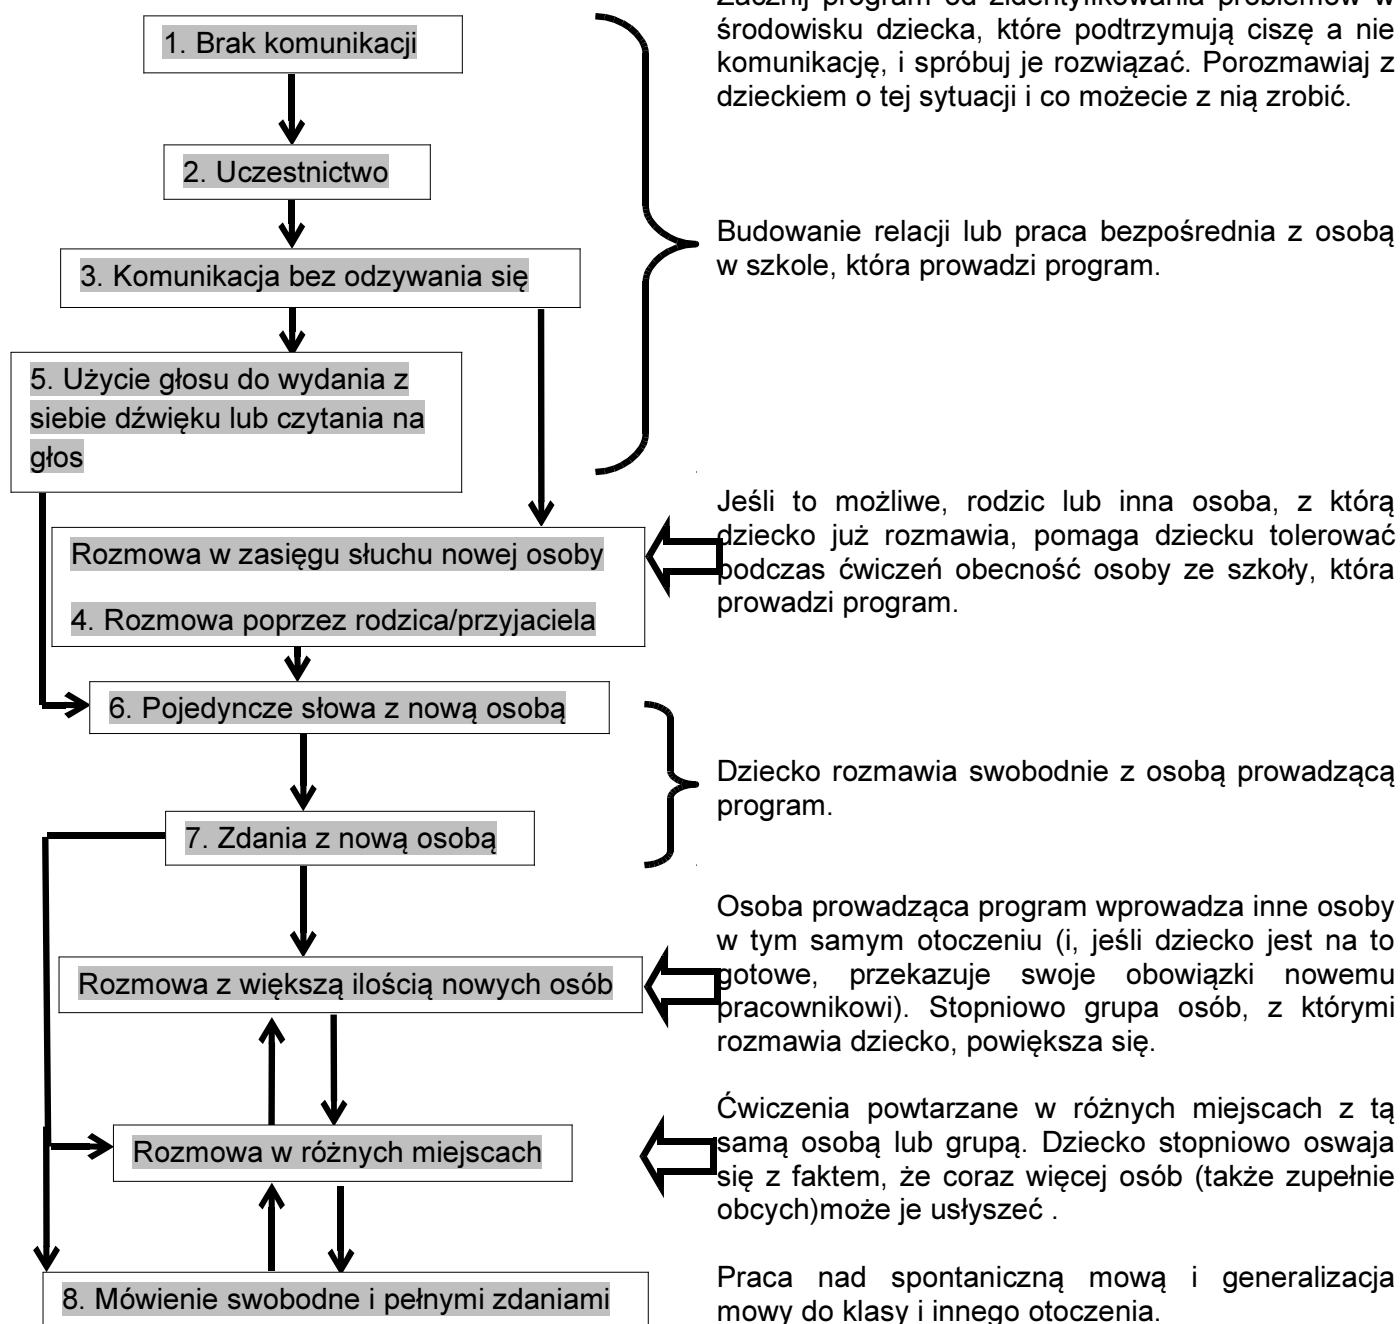 Zacznij program od zidentyfikowania problemów w
środowisku dziecka, które podtrzymują ciszę a nie
komunikację, i spróbuj je rozwiązać. Porozmawiaj z
dzieckiem o tej sytuacji i co możecie z nią zrobić.
1. Brak komunikacji
2. Uczestnictwo
Budowanie relacji lub praca bezpośrednia z osobą
w szkole, która prowadzi program.
3. Komunikacja bez odzywania się
5. Użycie głosu do wydania z
siebie dźwięku lub czytania na
głos
Jeśli to możliwe, rodzic lub inna osoba, z którą
dziecko już rozmawia, pomaga dziecku tolerować
podczas ćwiczeń obecność osoby ze szkoły, która
prowadzi program.
Rozmowa w zasięgu słuchu nowej osoby
4. Rozmowa poprzez rodzica/przyjaciela
6. Pojedyncze słowa z nową osobą
Dziecko rozmawia swobodnie z osobą prowadzącą
program.
7. Zdania z nową osobą
Osoba prowadząca program wprowadza inne osoby
w tym samym otoczeniu (i, jeśli dziecko jest na to
gotowe, przekazuje swoje obowiązki nowemu
pracownikowi). Stopniowo grupa osób, z którymi
rozmawia dziecko, powiększa się.
Rozmowa z większą ilością nowych osób
Ćwiczenia powtarzane w różnych miejscach z tą
samą osobą lub grupą. Dziecko stopniowo oswaja
się z faktem, że coraz więcej osób (także zupełnie
obcych)może je usłyszeć .
Rozmowa w różnych miejscach
Praca nad spontaniczną mową i generalizacja
mowy do klasy i innego otoczenia.
8. Mówienie swobodne i pełnymi zdaniami